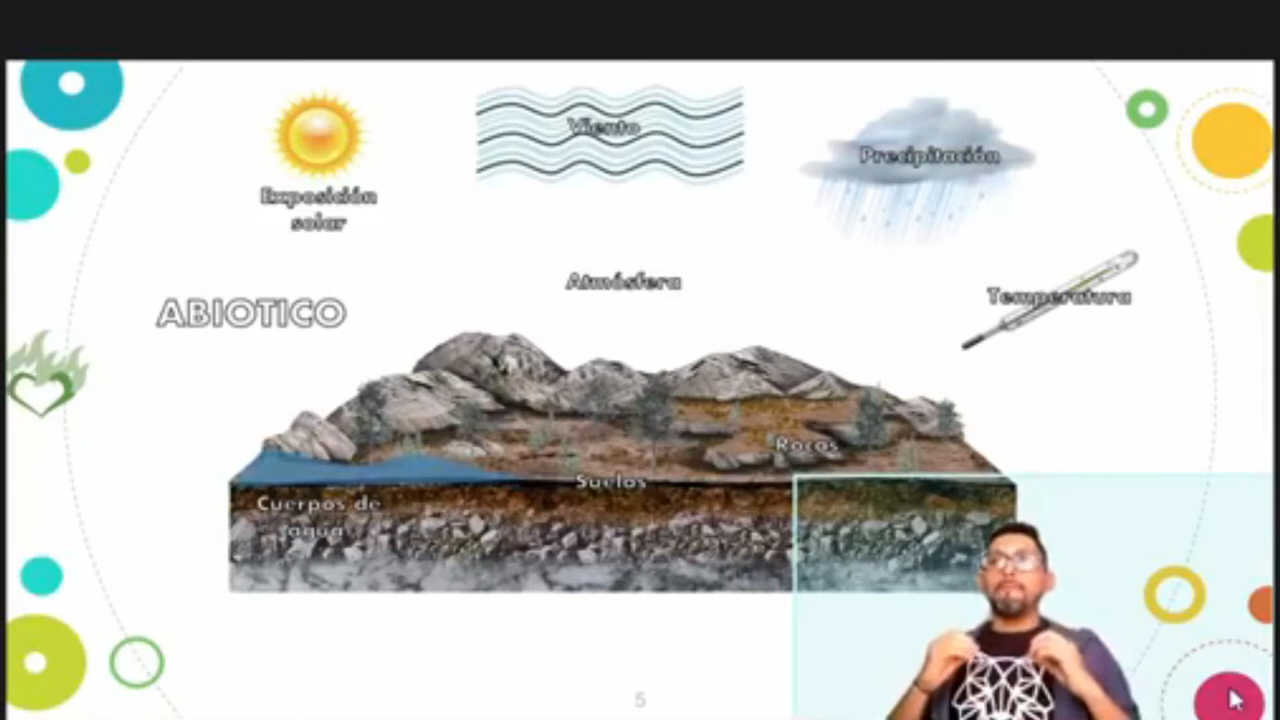 Viento
Precipitación
Exposición
solar
Atmósfera
Temperatura
ABIOTICO
Rocas
Suelos
Cuerpos de
agua
5